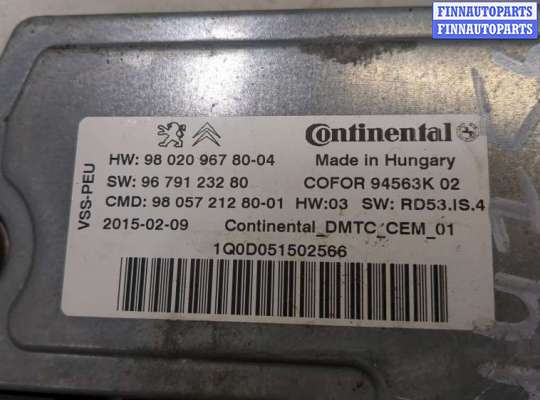 FINNAUTOPARTS
FINNAUTOPARTS
VSS-PEU
Continental
HW: 98 020 967 80-04 Made in Hungary
SW: 96 791 232 80 COFOR 94563K 02
CMD: 98 057 212 80-01 HW:03 SW: RD53.IS.4
2015-02-09 Continental_DMTC_CEM_01
1Q0D051502566